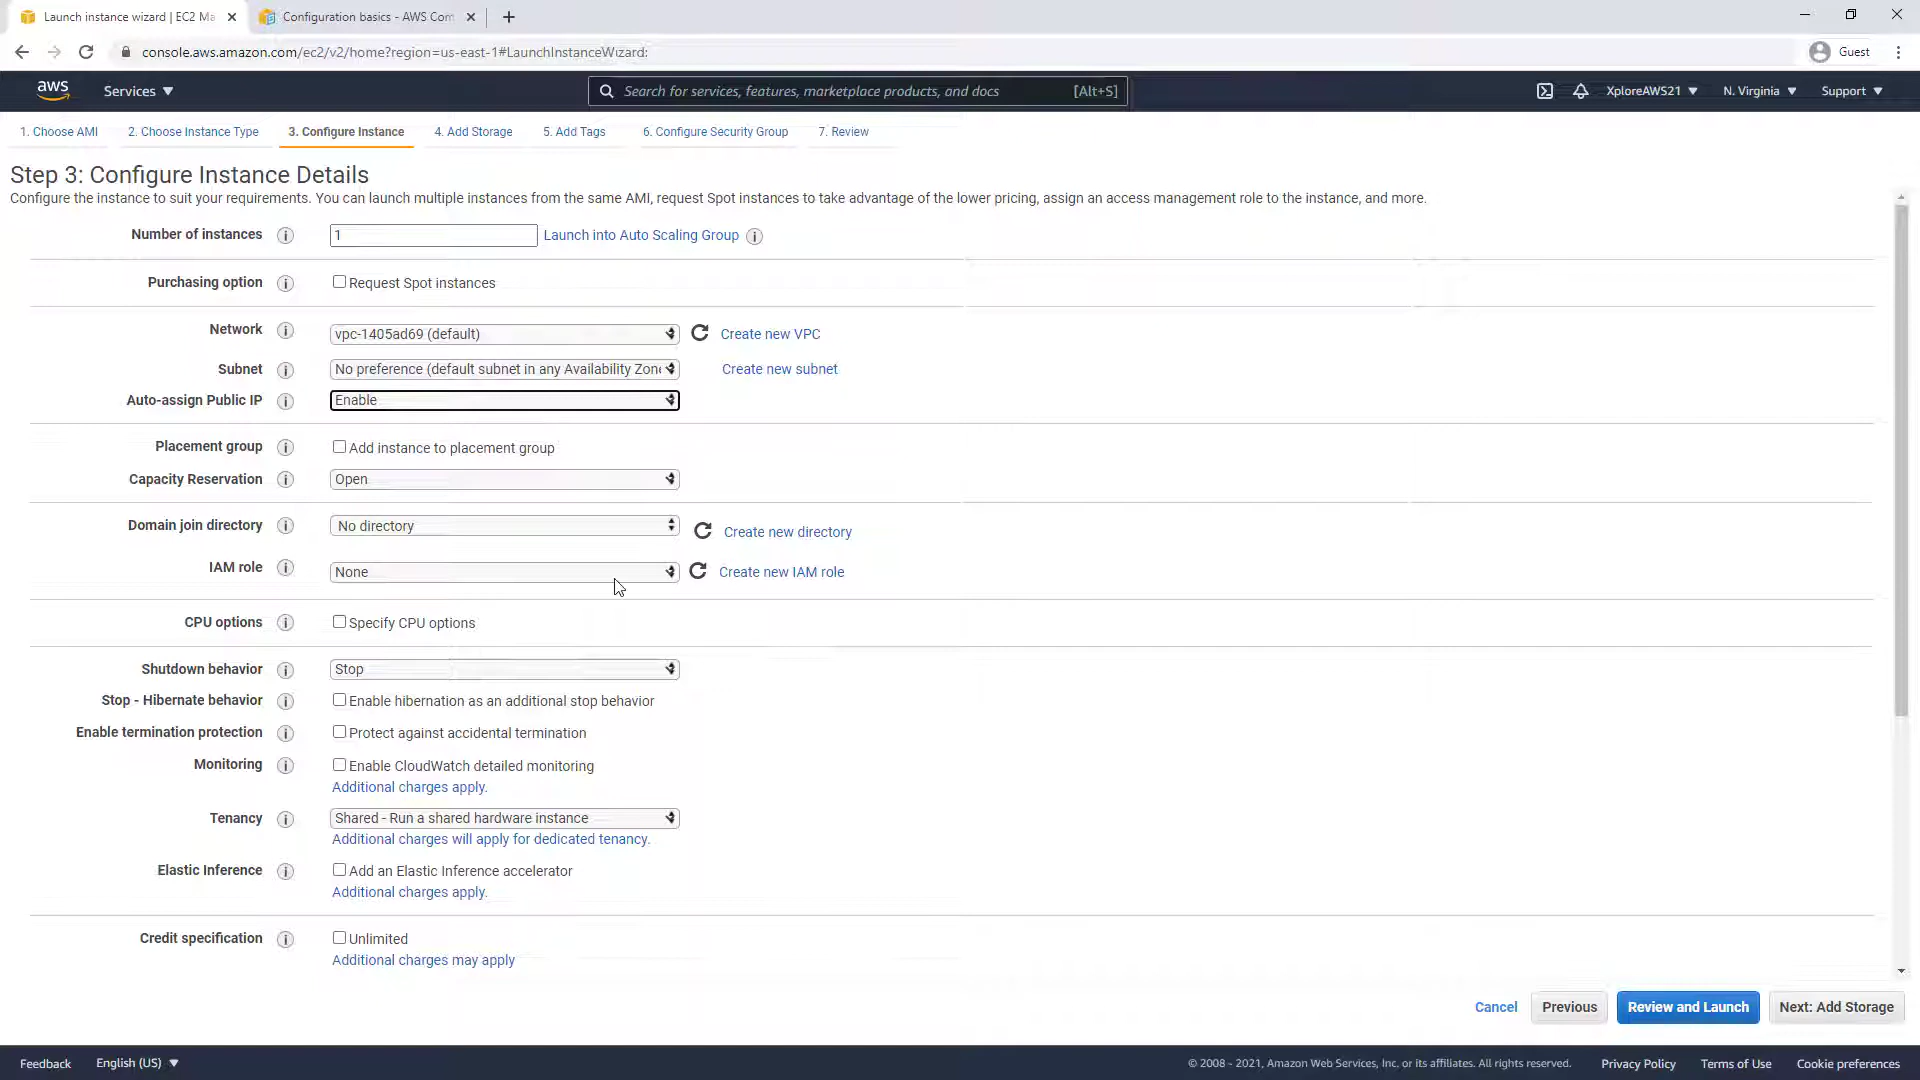 Launch instance wizard | EC2 Ma
Configuration basics - AWS Com
console.aws.amazon.com/ec2/v2/home?region=us-east-1#LaunchInstanceWizard:
Guest
aws
Services
Search for services, features, marketplace products, and docs
[Alt+S]
XploreAWS21
N. Virginia
Support
1. Choose AMI
2. Choose Instance Type
3. Configure Instance
4. Add Storage
5. Add Tags
6. Configure Security Group
7. Review
Step 3: Configure Instance Details
Configure the instance to suit your requirements. You can launch multiple instances from the same AMI, request Spot instances to take advantage of the lower pricing, assign an access management role to the instance, and more.
Number of instances
1
Launch into Auto Scaling Group
Purchasing option
Request Spot instances
Network
vpc-1405ad69 (default)
Create new VPC
Subnet
No preference (default subnet in any Availability Zone
Create new subnet
Auto-assign Public IP
Enable
Placement group
Add instance to placement group
Capacity Reservation
Open
Domain join directory
No directory
Create new directory
IAM role
None
Create new IAM role
CPU options
Specify CPU options
Shutdown behavior
Stop
Stop - Hibernate behavior
Enable hibernation as an additional stop behavior
Enable termination protection
Protect against accidental termination
Monitoring
Enable CloudWatch detailed monitoring
Additional charges apply.
Tenancy
Shared - Run a shared hardware instance
Additional charges will apply for dedicated tenancy.
Elastic Inference
Add an Elastic Inference accelerator
Additional charges apply.
Credit specification
Unlimited
Additional charges may apply
Cancel
Previous
Review and Launch
Next: Add Storage
Feedback
English (US)
© 2008 - 2021, Amazon Web Services, Inc. or its affiliates. All rights reserved.
Privacy Policy
Terms of Use
Cookie preferences